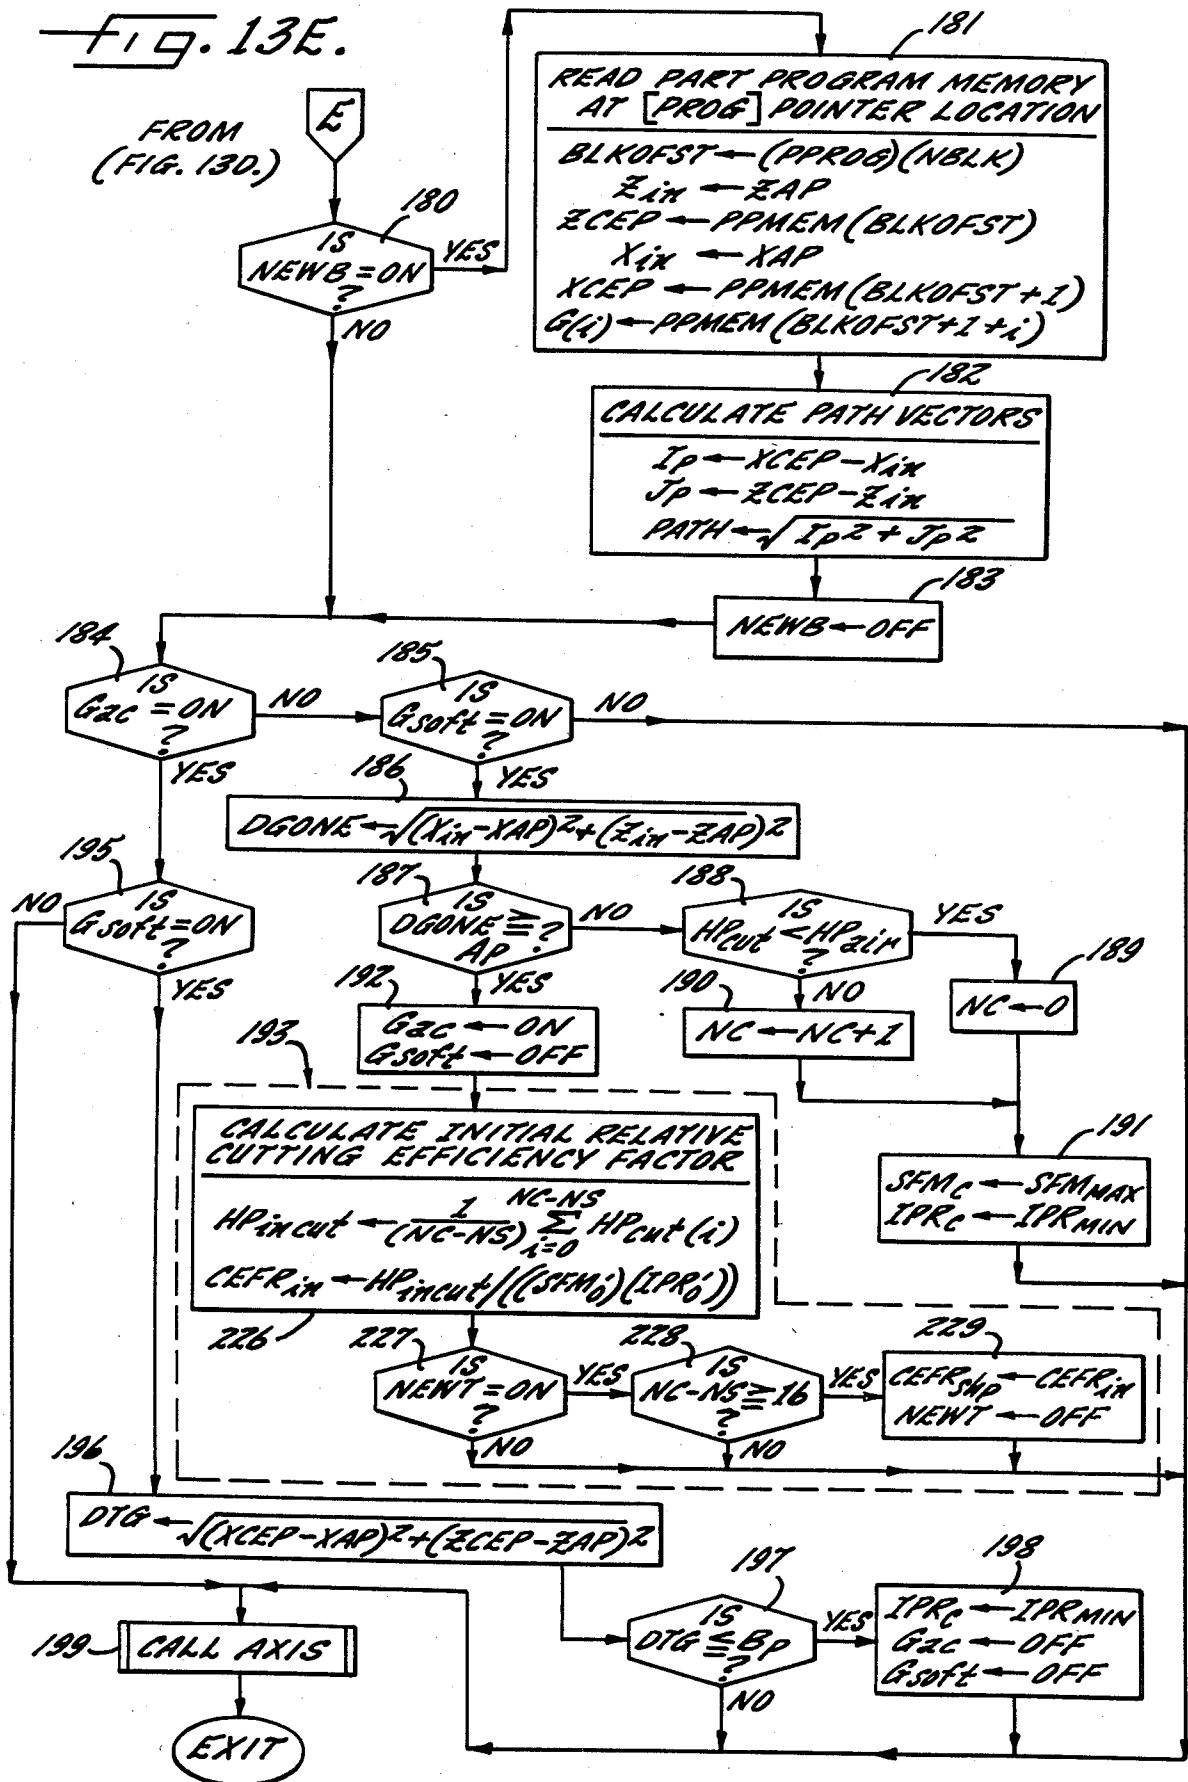 Fig. 13E.
E
FROM
(FIG. 13D.)
180
IS
NEWB=ON
?
YES
NO
181
READ PART PROGRAM MEMORY
AT [PROG] POINTER LOCATION
BLKOFST←(PPROG)(NBLK)
Zin ←ZAP
ZCEP←PPMEM(BLKOFST)
Xin ←XAP
XCEP ←PPMEM(BLKOFST+1)
G(i)←PPMEM(BLKOFST+1+i)
182
CALCULATE PATH VECTORS
Ip ←XCEP-Xin
Jp ←ZCEP-Zin
PATH←√Ip2 + Jp2
183
NEWB←OFF
184
IS
Gac =ON
?
NO
YES
185
IS
Gsoft=ON
?
NO
YES
186
DGONE←√(Xin-XAP)2+(Zin-ZAP)2
195
IS
Gsoft=ON
?
NO
YES
187
IS
DGONE ≧ ?
AP
NO
YES
188
IS
HPcut <HPair
?
YES
NO
189
NC←0
190
NC←NC+1
192
Gac ←ON
Gsoft←OFF
191
SFMC ←SFMMAX
IPRC←IPRMIN
193
CALCULATE INITIAL RELATIVE
CUTTING EFFICIENCY FACTOR
HPincut ← 1/(NC-NS) NC-NS Σ i=0 HPcut(i)
CEFRin ←HPincut/((SFM'0)(IPR'0))
226
227
IS
NEWT=ON
?
YES
NO
228
IS
NC-NS≧16
?
YES
NO
229
CEFRshp←CEFRin
NEWT ←OFF
196
DTG←√(XCEP-XAP)2+(ZCEP-ZAP)2
197
IS
DTG ≦ BP
?
YES
NO
198
IPRC ←IPRMIN
Gac ←OFF
Gsoft←OFF
199
CALL AXIS
EXIT